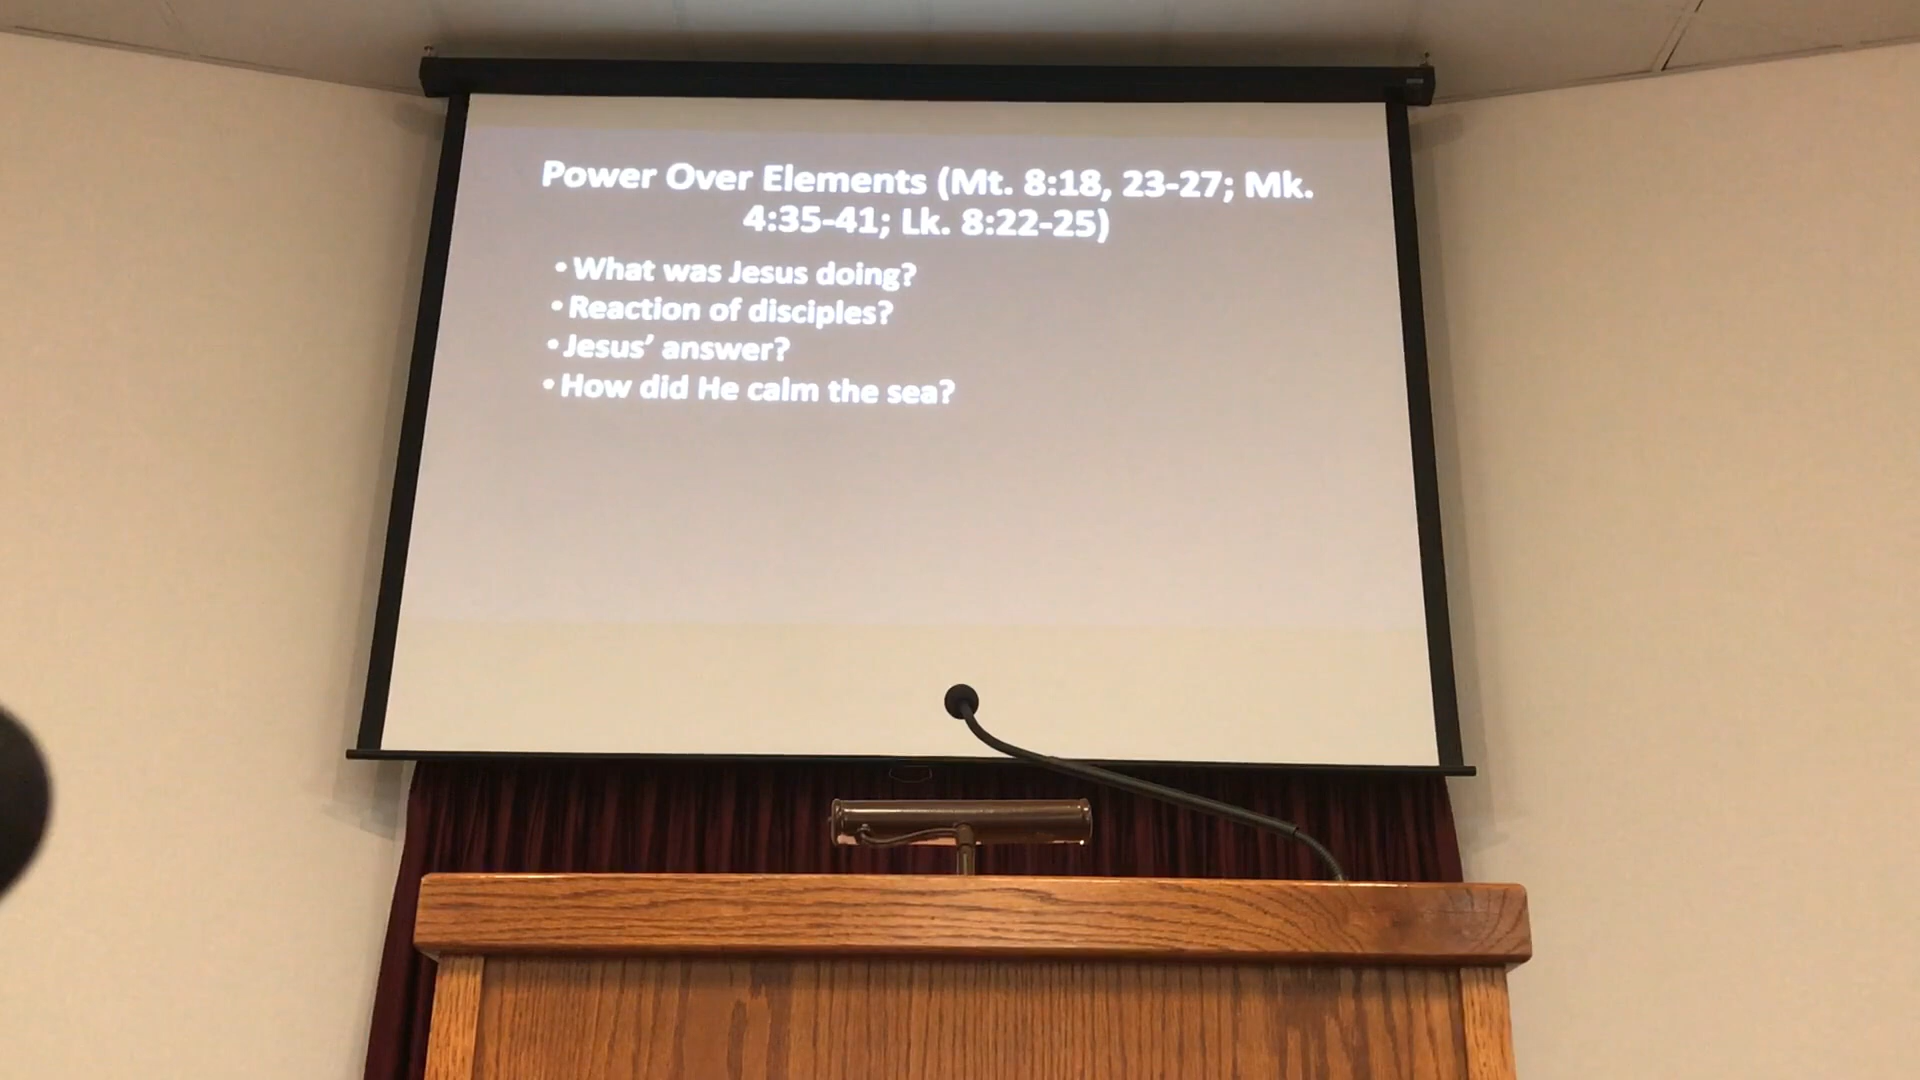 Power Over Elements (Mt. 8:18, 23-27; Mk.
4:35-41; Lk. 8:22-25)
• What was Jesus doing?
• Reaction of disciples?
• Jesus’ answer?
• How did He calm the sea?